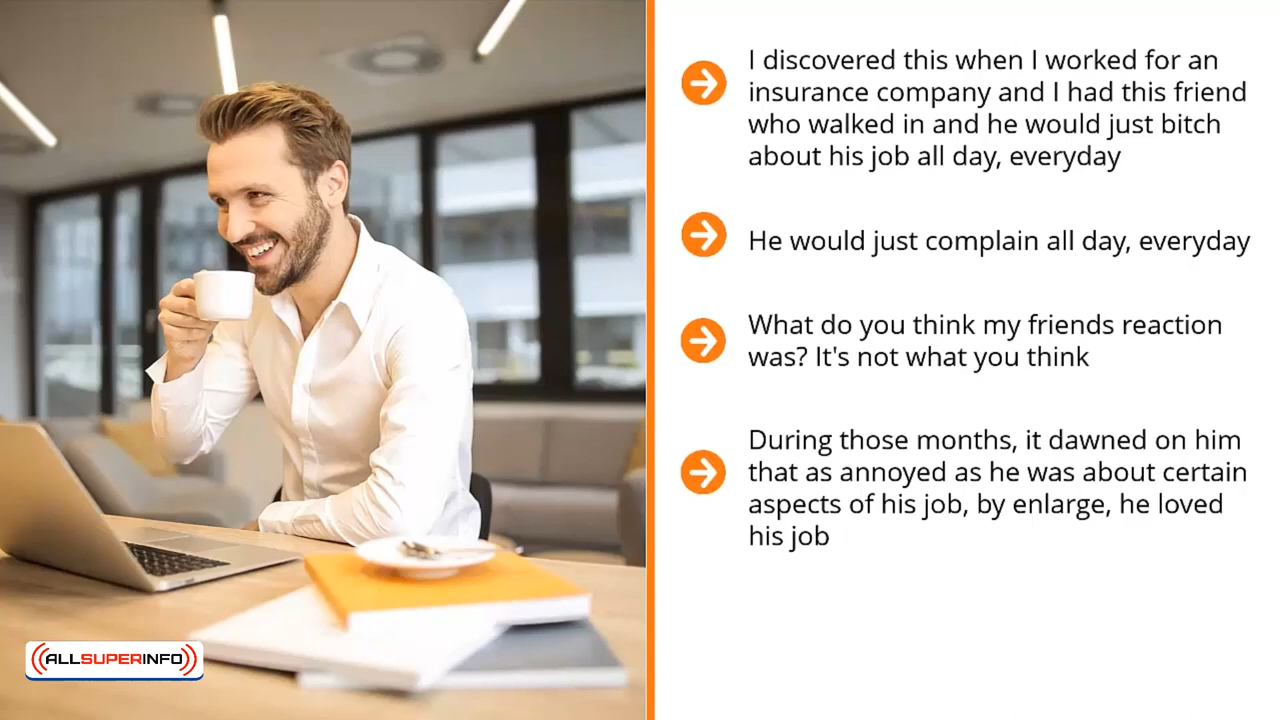 I discovered this when I worked for an
insurance company and I had this friend
who walked in and he would just bitch
about his job all day, everyday
He would just complain all day, everyday
What do you think my friends reaction
was? It's not what you think
During those months, it dawned on him
that as annoyed as he was about certain
aspects of his job, by enlarge, he loved
his job
ALLSUPERINFO